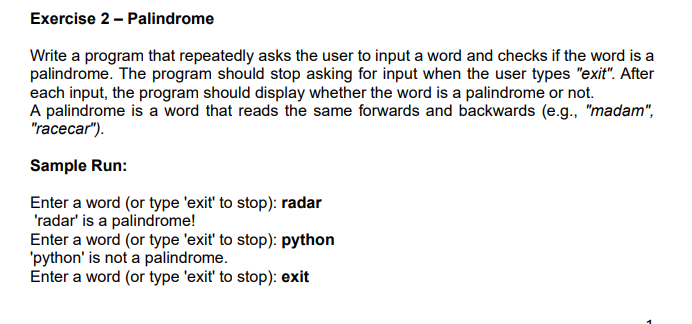 Exercise 2 – Palindrome
Write a program that repeatedly asks the user to input a word and checks if the word is a
palindrome. The program should stop asking for input when the user types "exit". After
each input, the program should display whether the word is a palindrome or not.
A palindrome is a word that reads the same forwards and backwards (e.g., "madam",
"racecar").
Sample Run:
Enter a word (or type 'exit' to stop): radar
'radar' is a palindrome!
Enter a word (or type 'exit' to stop): python
'python' is not a palindrome.
Enter a word (or type 'exit' to stop): exit